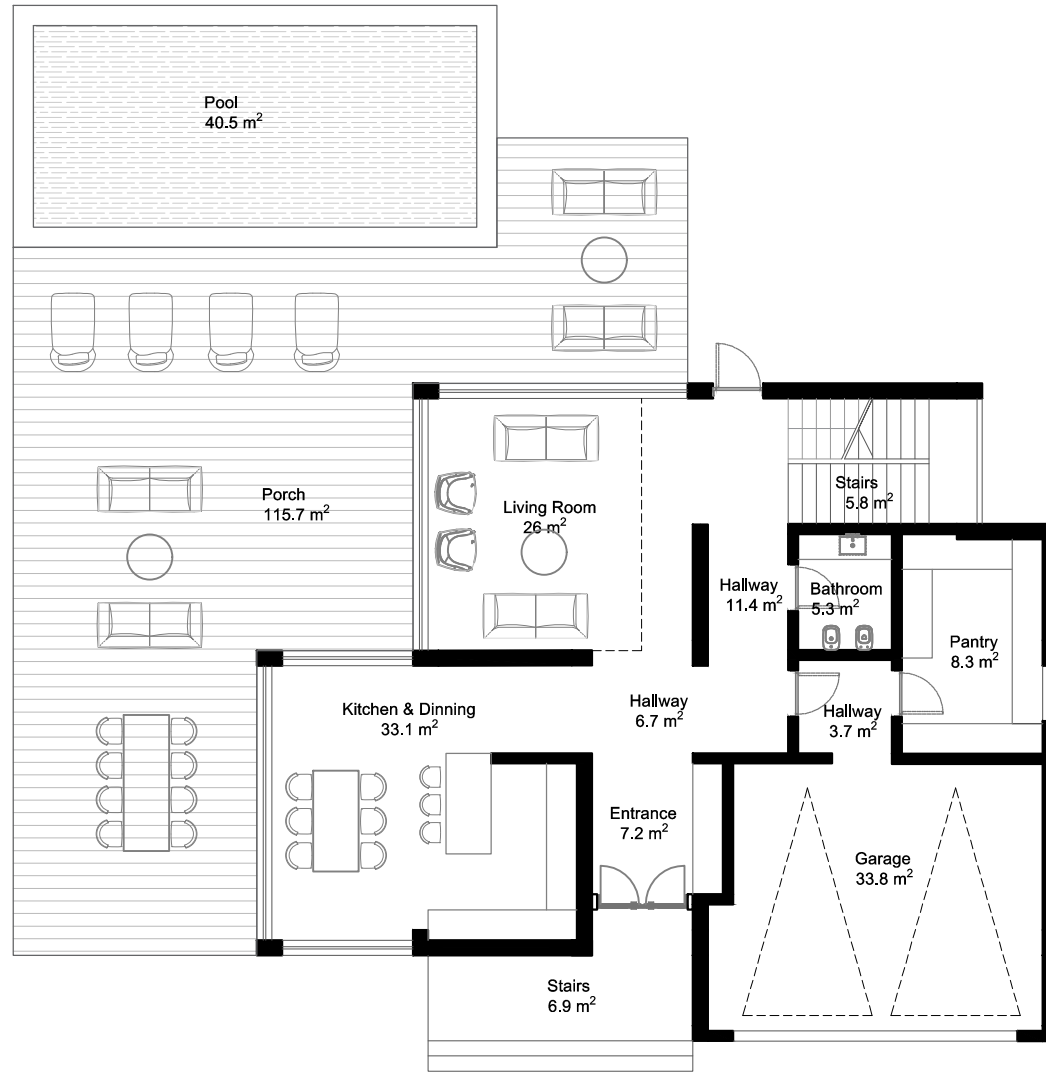 Pool
40.5 m²
Porch
115.7 m²
Living Room
26 m²
Stairs
5.8 m²
Hallway
11.4 m²
Bathroom
5.3 m²
Pantry
8.3 m²
Kitchen & Dinning
33.1 m²
Hallway
6.7 m²
Hallway
3.7 m²
Entrance
7.2 m²
Garage
33.8 m²
Stairs
6.9 m²